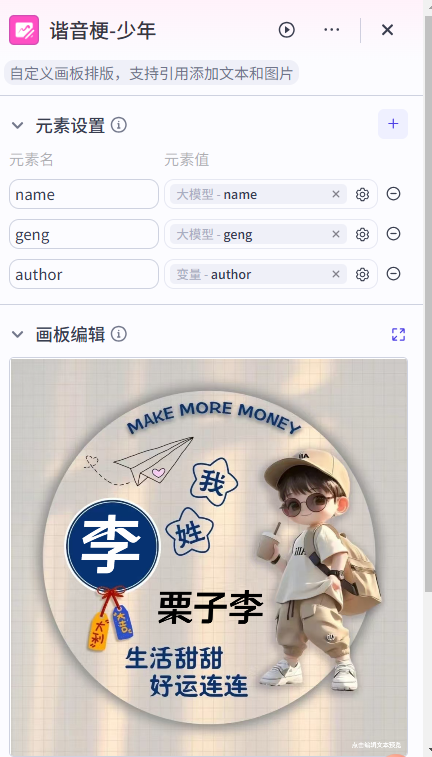 谐音梗-少年
自定义画板排版，支持引用添加文本和图片
元素设置
元素名 元素值
name 大模型 - name
geng 大模型 - geng
author 变量 - author
画板编辑
MAKE MORE MONEY
我
姓
李
大利
大吉
栗子李
生活甜甜
好运连连
点击编辑文本颜色